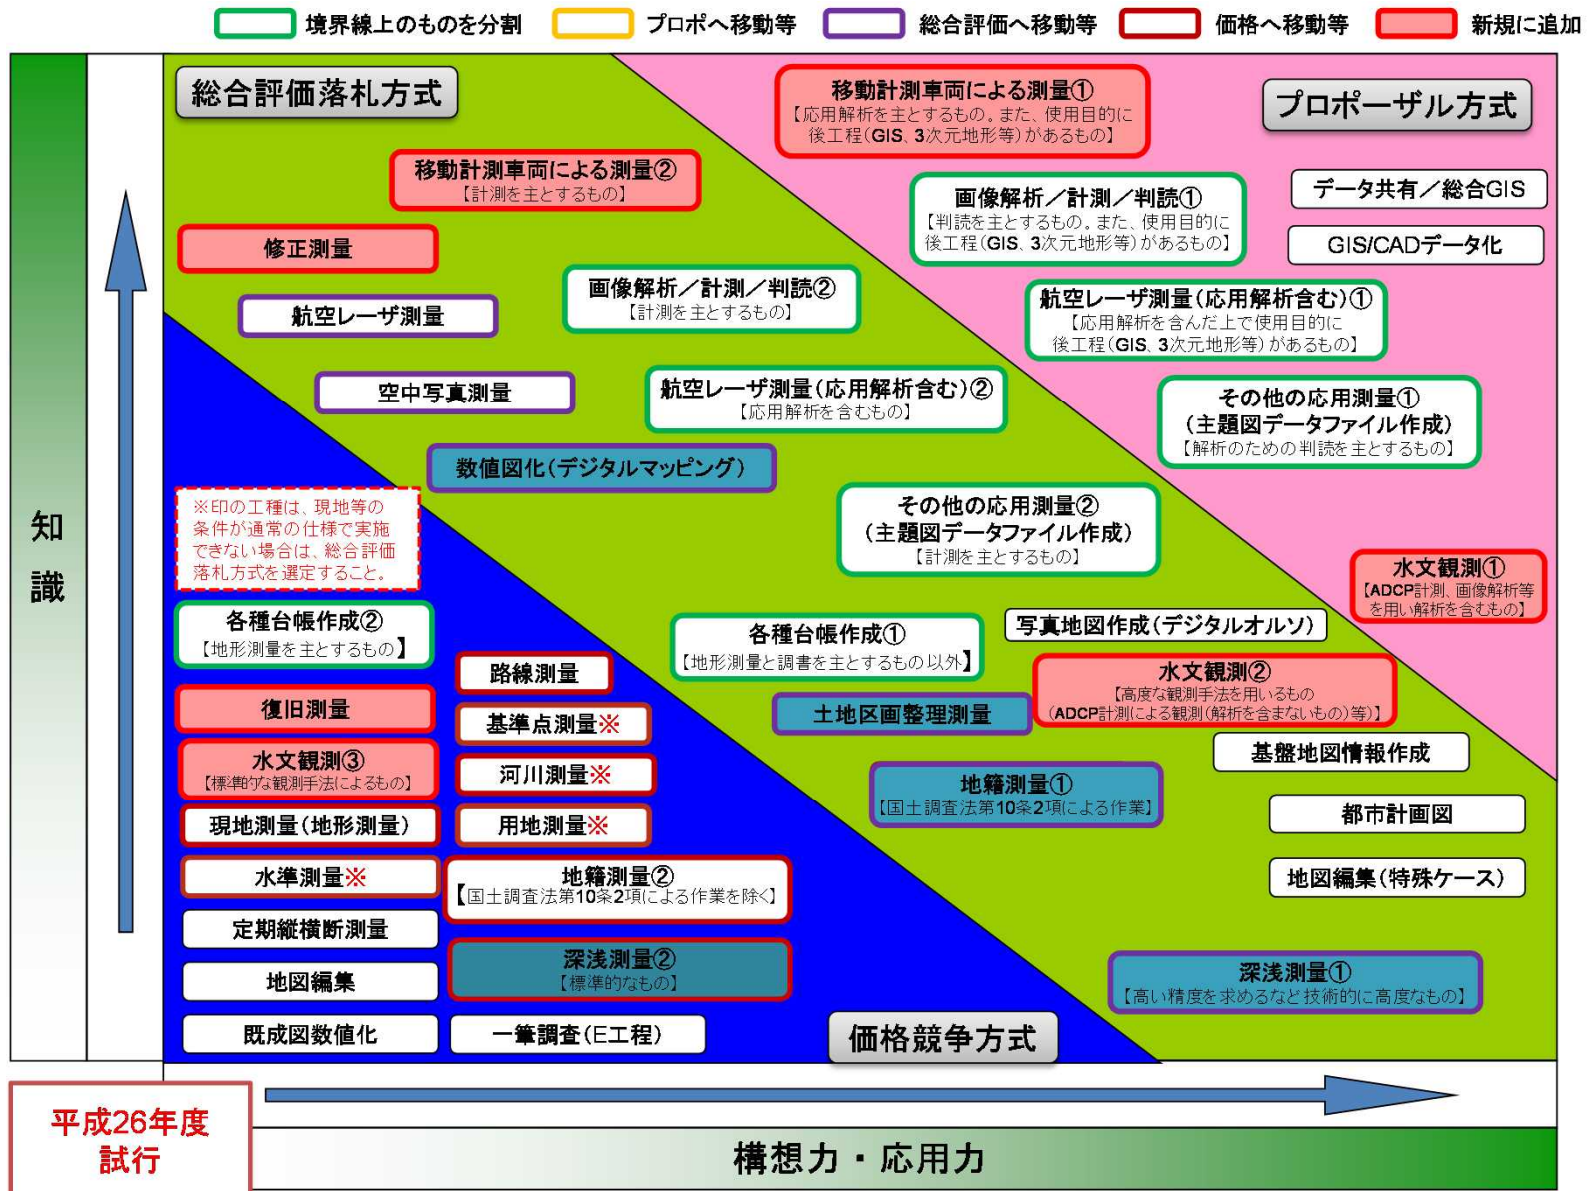 境界線上のものを分割
プロポへ移動等
総合評価へ移動等
価格へ移動等
新規に追加
総合評価落札方式
プロポーザル方式
移動計測車両による測量①
【応用解析を主とするもの。また、使用目的に
後工程(GIS、3次元地形等)があるもの】
移動計測車両による測量②
【計測を主とするもの】
画像解析／計測／判読①
【判読を主とするもの。また、使用目的に
後工程(GIS、3次元地形等)があるもの】
データ共有／総合GIS
GIS/CADデータ化
修正測量
画像解析／計測／判読②
【計測を主とするもの】
航空レーザ測量
航空レーザ測量(応用解析含む)①
【応用解析を含んだ上で使用目的に
後工程(GIS、3次元地形等)があるもの】
空中写真測量
航空レーザ測量(応用解析含む)②
【応用解析を含むもの】
その他の応用測量①
(主題図データファイル作成)
【解析のための判読を主とするもの】
数値図化(デジタルマッピング)
その他の応用測量②
(主題図データファイル作成)
【計測を主とするもの】
知
識
※印の工種は、現地等の
条件が通常の仕様で実施
できない場合は、総合評価
落札方式を選定すること。
水文観測①
【ADCP計測、画像解析等
を用い解析を含むもの】
各種台帳作成②
【地形測量を主とするもの】
各種台帳作成①
【地形測量と調書を主とするもの以外】
写真地図作成(デジタルオルソ)
路線測量
水文観測②
【高度な観測手法を用いるもの
(ADCP計測による観測(解析を含まないもの)等)】
復旧測量
基準点測量※
土地区画整理測量
水文観測③
【標準的な観測手法によるもの】
河川測量※
基盤地図情報作成
地籍測量①
【国土調査法第10条2項による作業】
現地測量(地形測量)
用地測量※
都市計画図
水準測量※
地籍測量②
【国土調査法第10条2項による作業を除く】
地図編集(特殊ケース)
定期縦横断測量
深浅測量②
【標準的なもの】
深浅測量①
【高い精度を求めるなど技術的に高度なもの】
地図編集
既成図数値化
一筆調査(E工程)
価格競争方式
平成26年度
試行
構想力・応用力